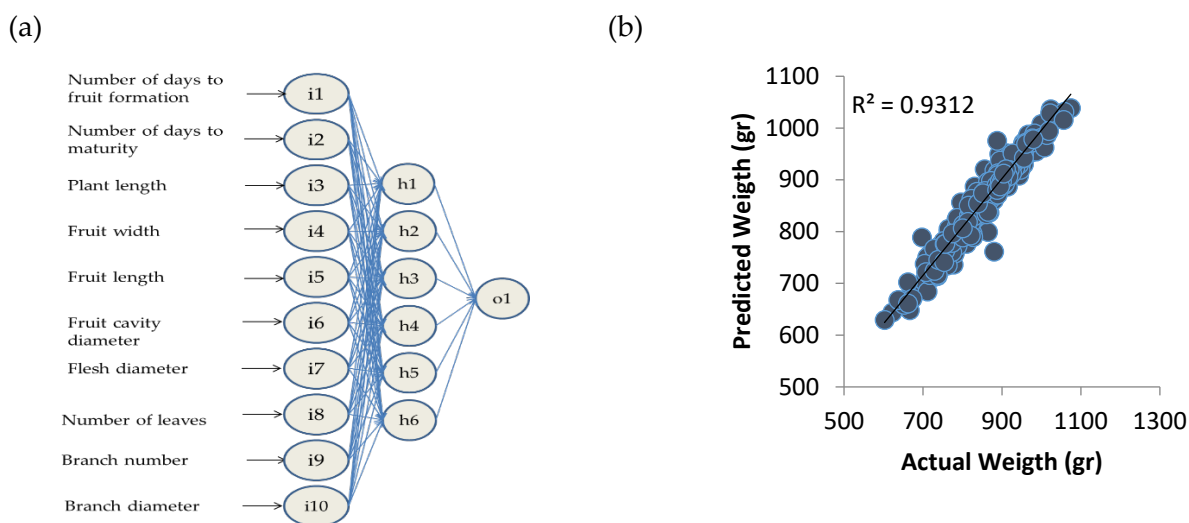 (a)
Number of days to
fruit formation
i1
Number of days to
maturity
i2
Plant length
i3
Fruit width
i4
Fruit length
i5
Fruit cavity
diameter
i6
Flesh diameter
i7
Number of leaves
i8
Branch number
i9
Branch diameter
i10
h1
h2
h3
h4
h5
h6
o1
(b)
R² = 0.9312
Predicted Weigth (gr)
1100
1000
900
800
700
600
500
500 700 900 1100 1300
Actual Weigth (gr)